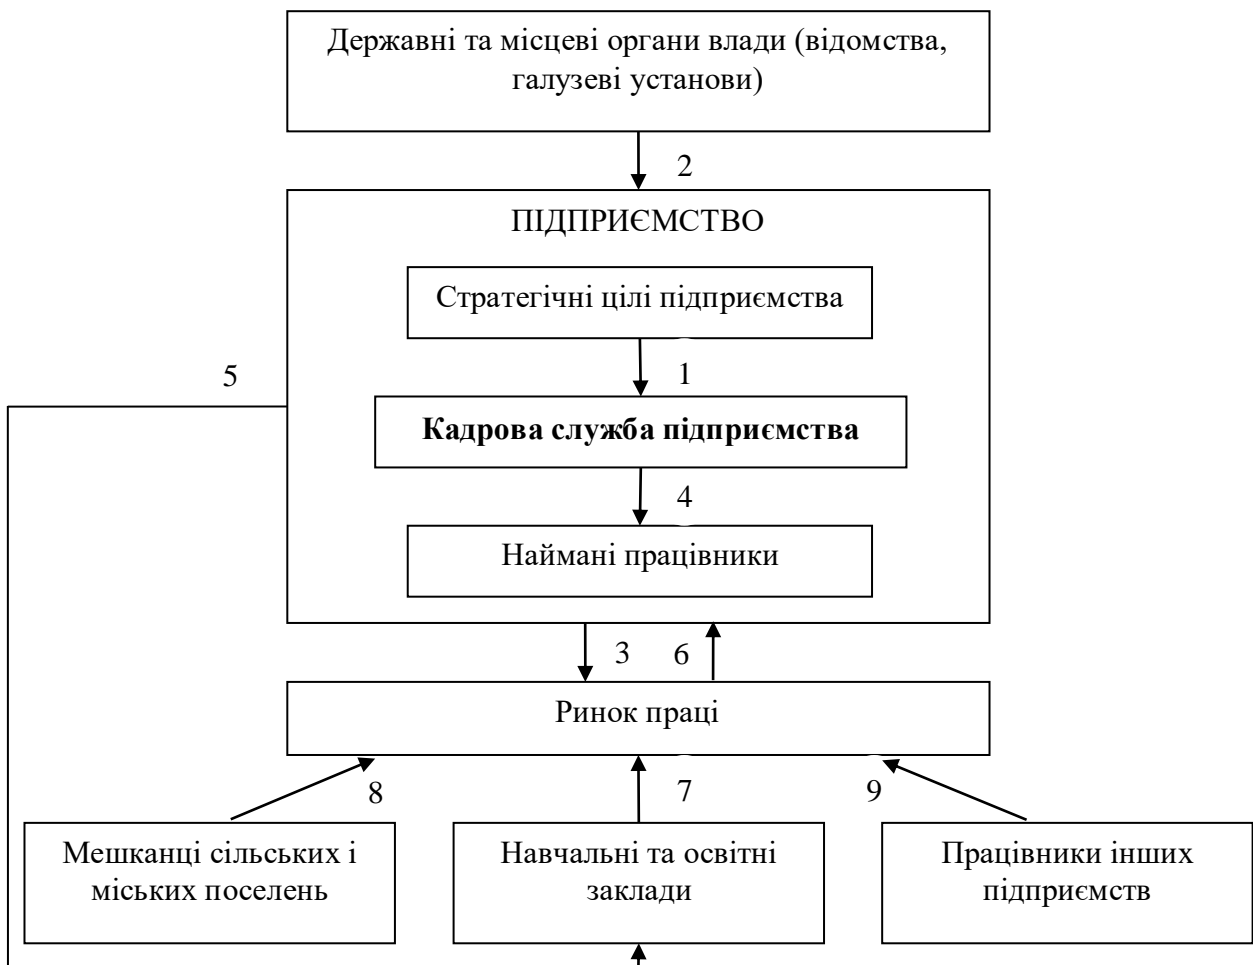 Державні та місцеві органи влади (відомства,
галузеві установи)
2
ПІДПРИЄМСТВО
Стратегічні цілі підприємства
5
1
Кадрова служба підприємства
4
Наймані працівники
3 6
Ринок праці
8 7 9
Мешканці сільських і
міських поселень
Навчальні та освітні
заклади
Працівники інших
підприємств